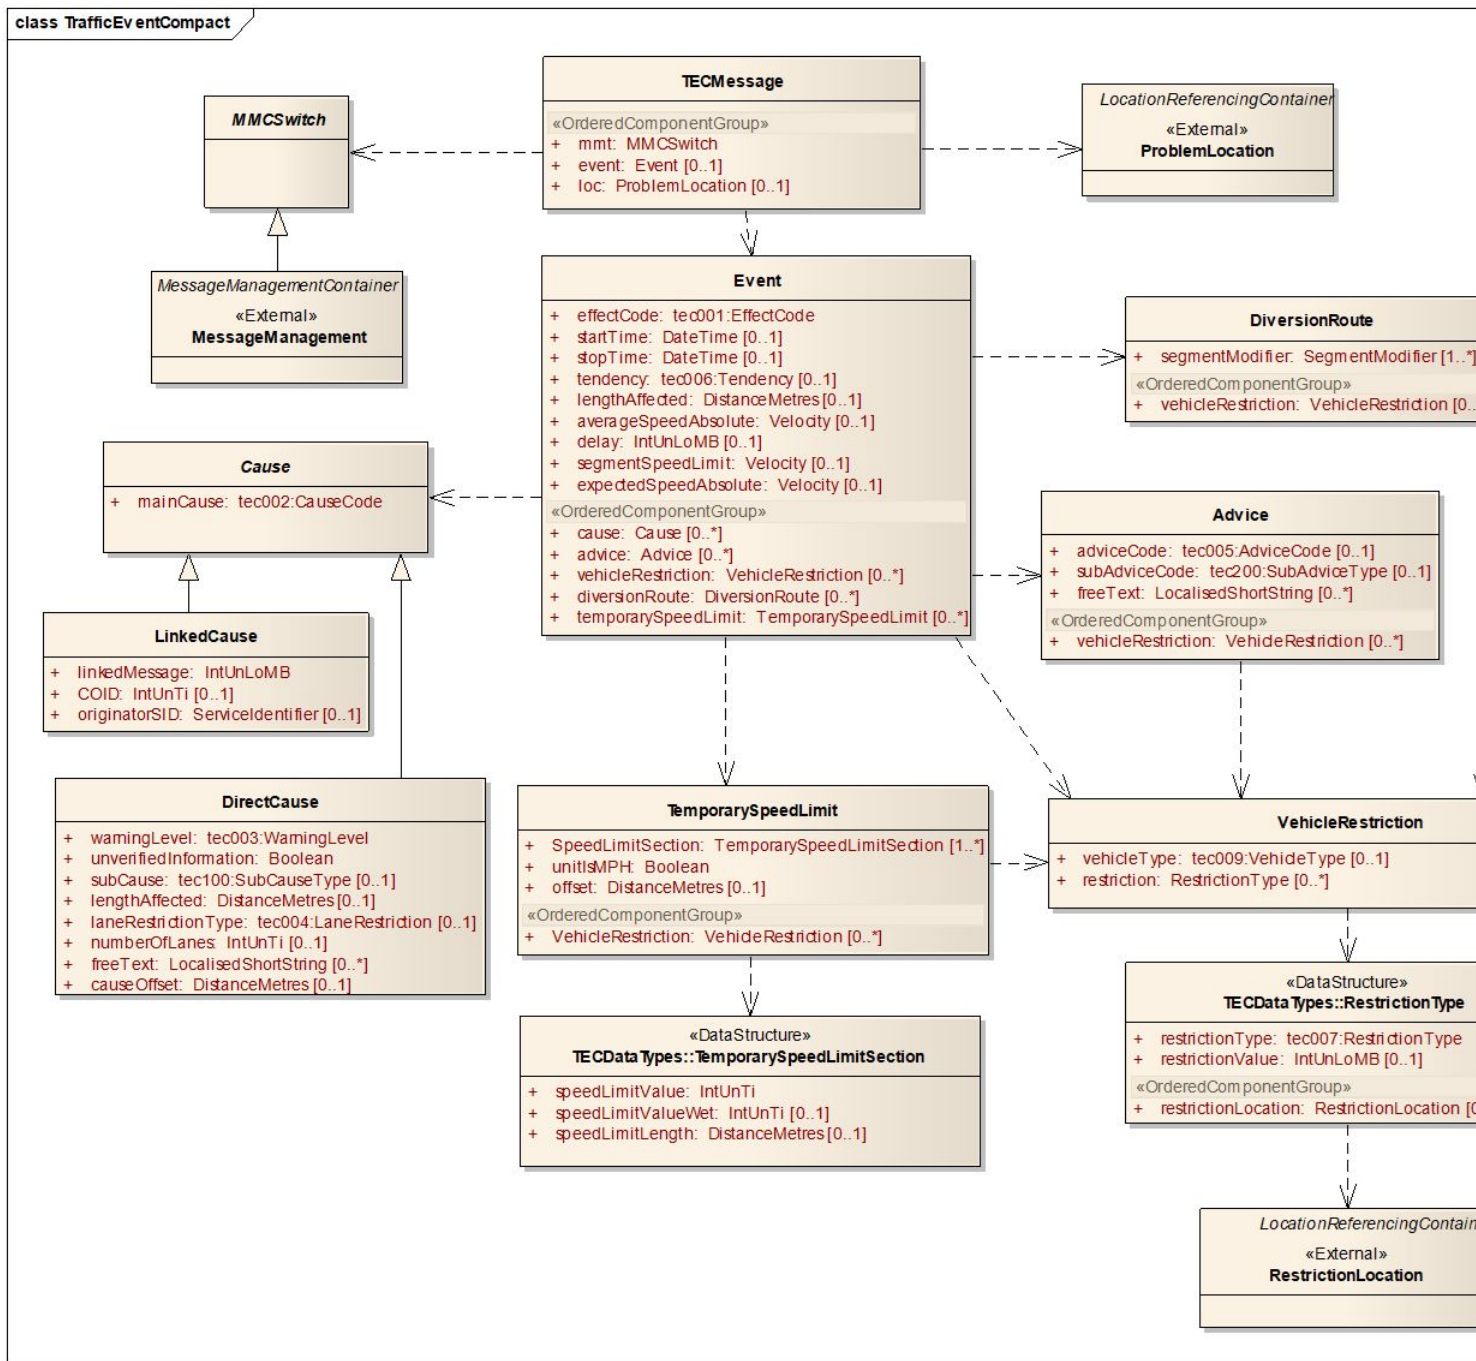 class TrafficEventCompact
TECMessage
«OrderedComponentGroup»
+ mmt: MMCSwitch
+ event: Event [0..1]
+ loc: ProblemLocation [0..1]
LocationReferencingContainer
«External»
ProblemLocation
MMCSwitch
MessageManagementContainer
«External»
MessageManagement
Event
+ effectCode: tec001:EffectCode
+ startTime: DateTime [0..1]
+ stopTime: DateTime [0..1]
+ tendency: tec006:Tendency [0..1]
+ lengthAffected: DistanceMetres [0..1]
+ averageSpeedAbsolute: Velocity [0..1]
+ delay: IntUnLoMB [0..1]
+ segmentSpeedLimit: Velocity [0..1]
+ expectedSpeedAbsolute: Velocity [0..1]
«OrderedComponentGroup»
+ cause: Cause [0..*]
+ advice: Advice [0..*]
+ vehicleRestriction: VehicleRestriction [0..*]
+ diversionRoute: DiversionRoute [0..*]
+ temporarySpeedLimit: TemporarySpeedLimit [0..*]
DiversionRoute
+ segmentModifier: SegmentModifier [1..*]
«OrderedComponentGroup»
+ vehicleRestriction: VehicleRestriction [0..
Cause
+ mainCause: tec002:CauseCode
Advice
+ adviceCode: tec005:AdviceCode [0..1]
+ subAdviceCode: tec200:SubAdviceType [0..1]
+ freeText: LocalisedShortString [0..*]
«OrderedComponentGroup»
+ vehicleRestriction: VehicleRestriction [0..*]
LinkedCause
+ linkedMessage: IntUnLoMB
+ COID: IntUnTi [0..1]
+ originatorSID: ServiceIdentifier [0..1]
DirectCause
+ warningLevel: tec003:WarningLevel
+ unverifiedInformation: Boolean
+ subCause: tec100:SubCauseType [0..1]
+ lengthAffected: DistanceMetres [0..1]
+ laneRestrictionType: tec004:LaneRestriction [0..1]
+ numberOfLanes: IntUnTi [0..1]
+ freeText: LocalisedShortString [0..*]
+ causeOffset: DistanceMetres [0..1]
TemporarySpeedLimit
+ SpeedLimitSection: TemporarySpeedLimitSection [1..*]
+ unitIsMPH: Boolean
+ offset: DistanceMetres [0..1]
«OrderedComponentGroup»
+ VehicleRestriction: VehicleRestriction [0..*]
VehicleRestriction
+ vehicleType: tec009:VehicleType [0..1]
+ restriction: RestrictionType [0..*]
«DataStructure»
TECDataTypes::TemporarySpeedLimitSection
+ speedLimitValue: IntUnTi
+ speedLimitValueWet: IntUnTi [0..1]
+ speedLimitLength: DistanceMetres [0..1]
«DataStructure»
TECDataTypes::RestrictionType
+ restrictionType: tec007:RestrictionType
+ restrictionValue: IntUnLoMB [0..1]
«OrderedComponentGroup»
+ restrictionLocation: RestrictionLocation [0
LocationReferencingContain
«External»
RestrictionLocation